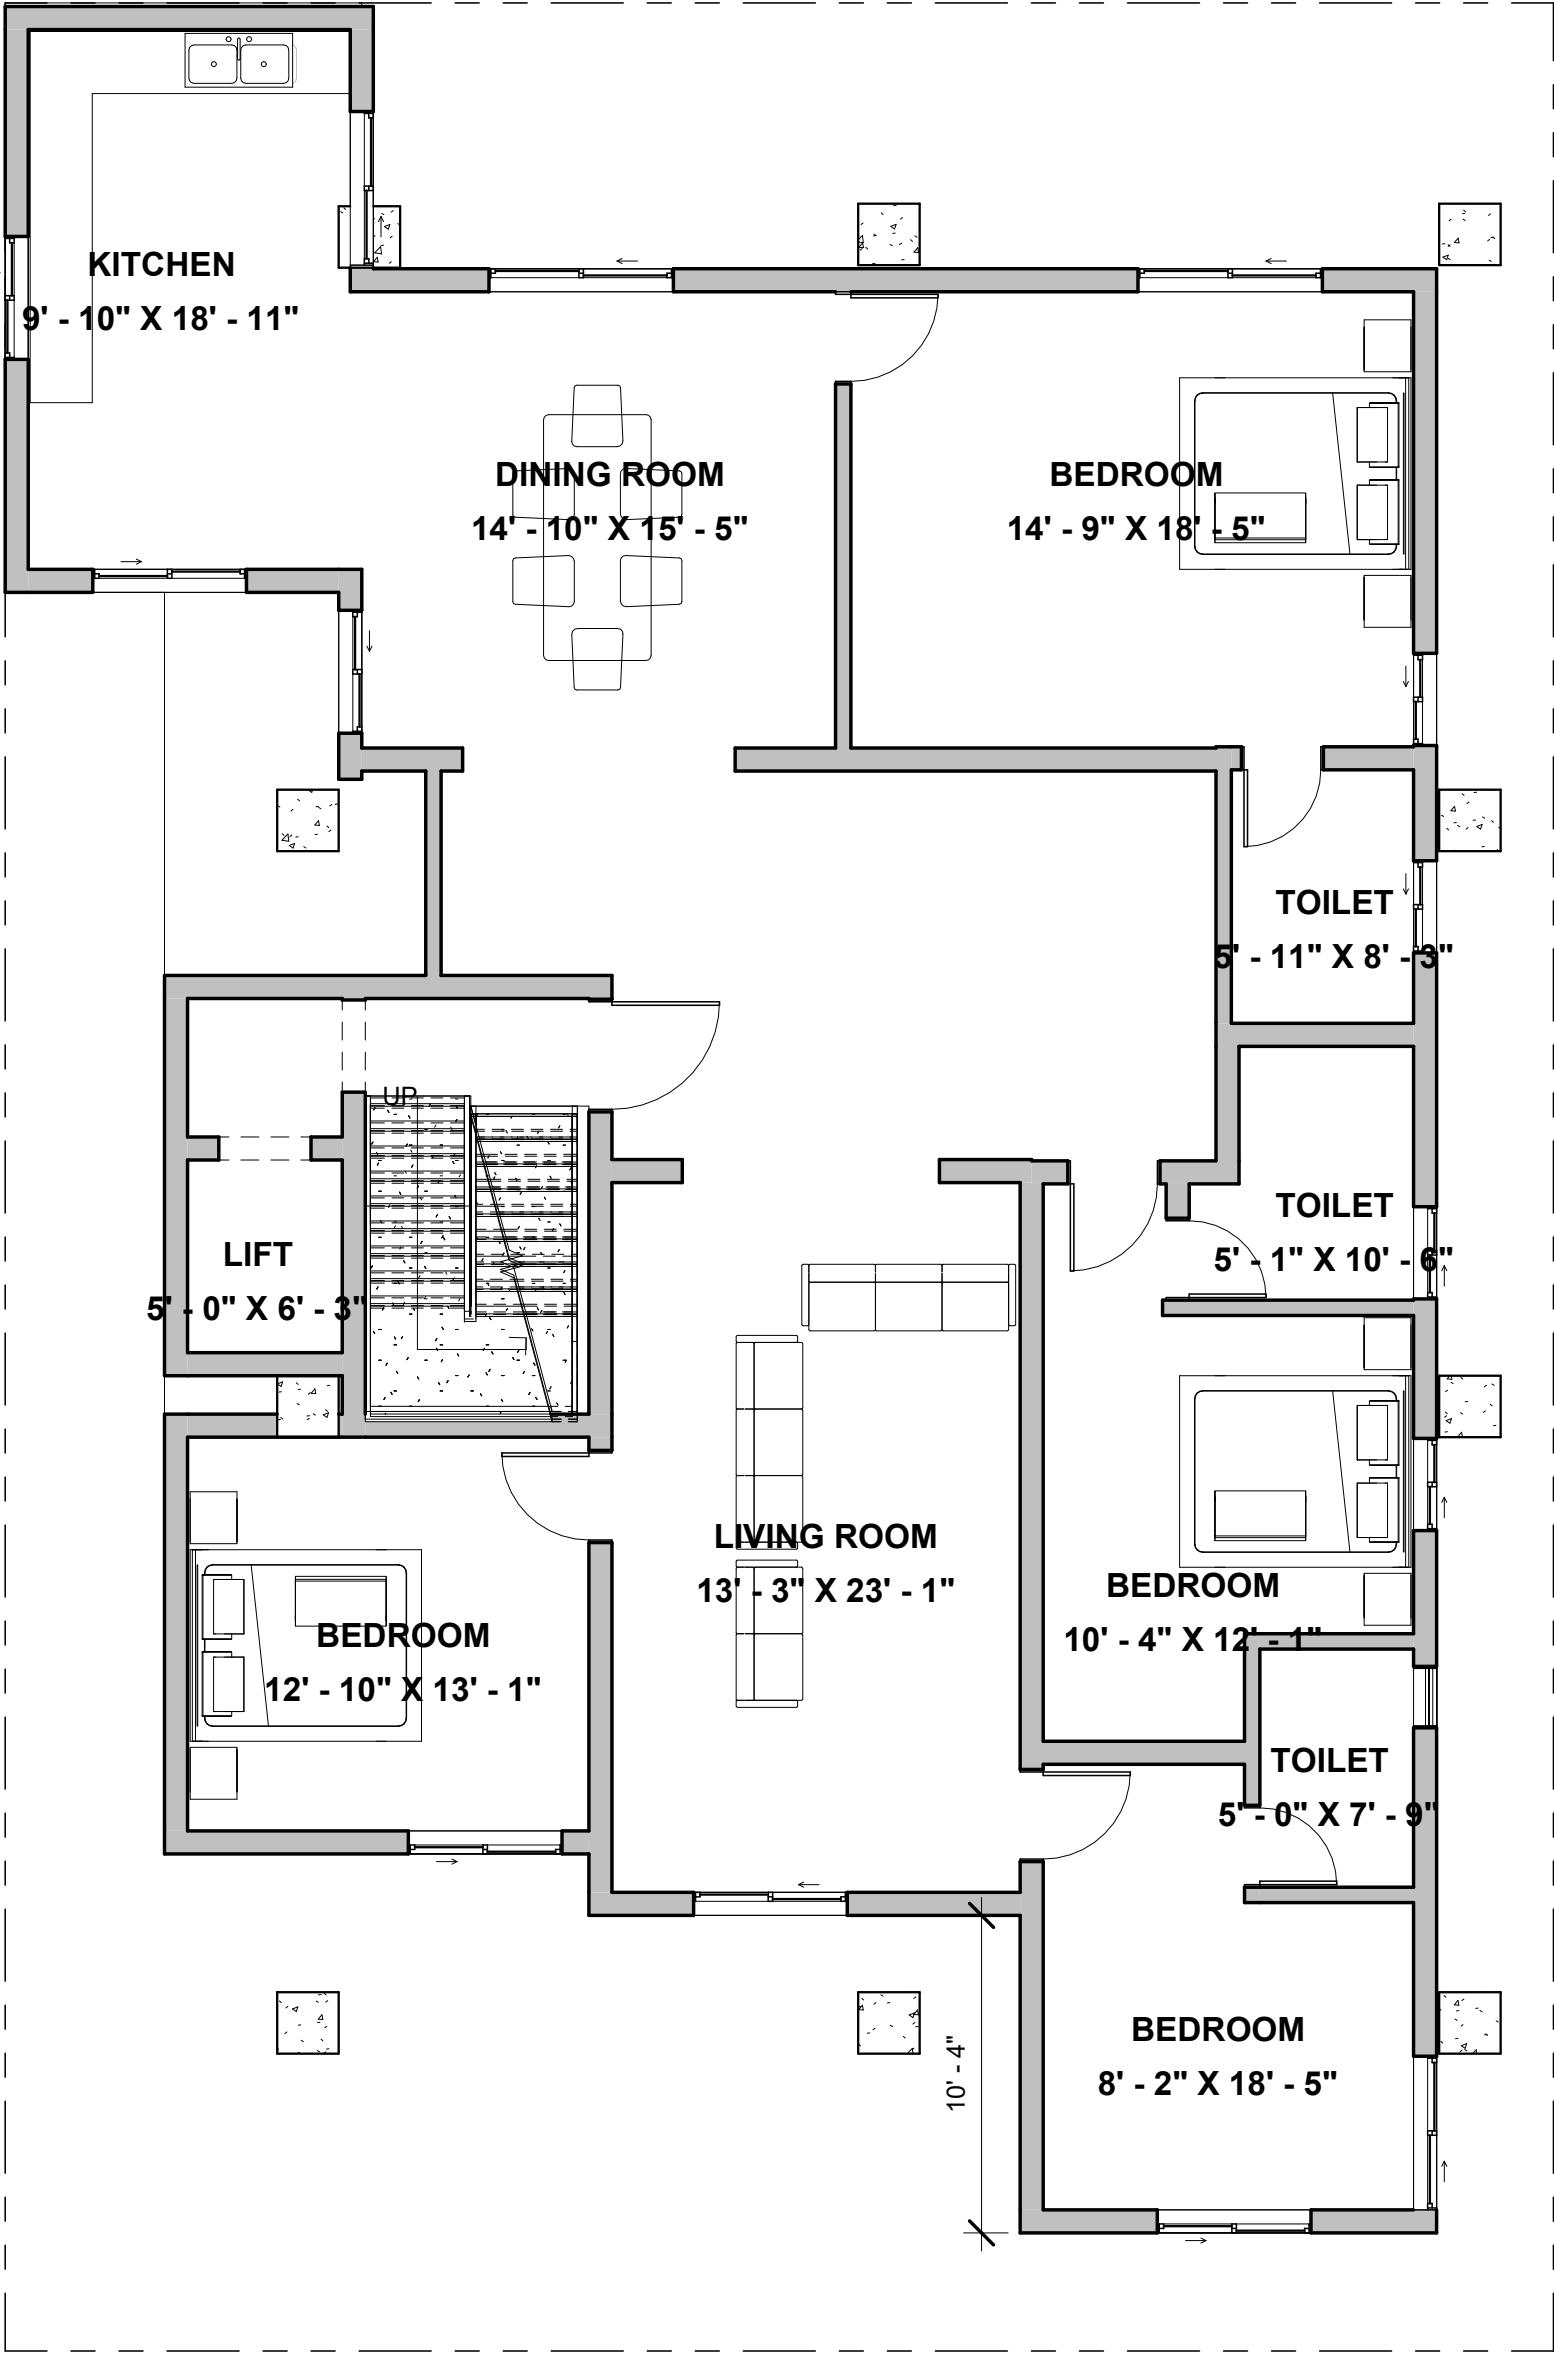 KITCHEN
9' - 10" X 18' - 11"
DINING ROOM
14' - 10" X 15' - 5"
BEDROOM
14' - 9" X 18' - 5"
TOILET
5' - 11" X 8' - 3"
UP
TOILET
5' - 1" X 10' - 6"
LIFT
5' - 0" X 6' - 3"
LIVING ROOM
13' - 3" X 23' - 1"
BEDROOM
10' - 4" X 12' - 1"
BEDROOM
12' - 10" X 13' - 1"
TOILET
5' - 0" X 7' - 9"
BEDROOM
8' - 2" X 18' - 5"
10' - 4"